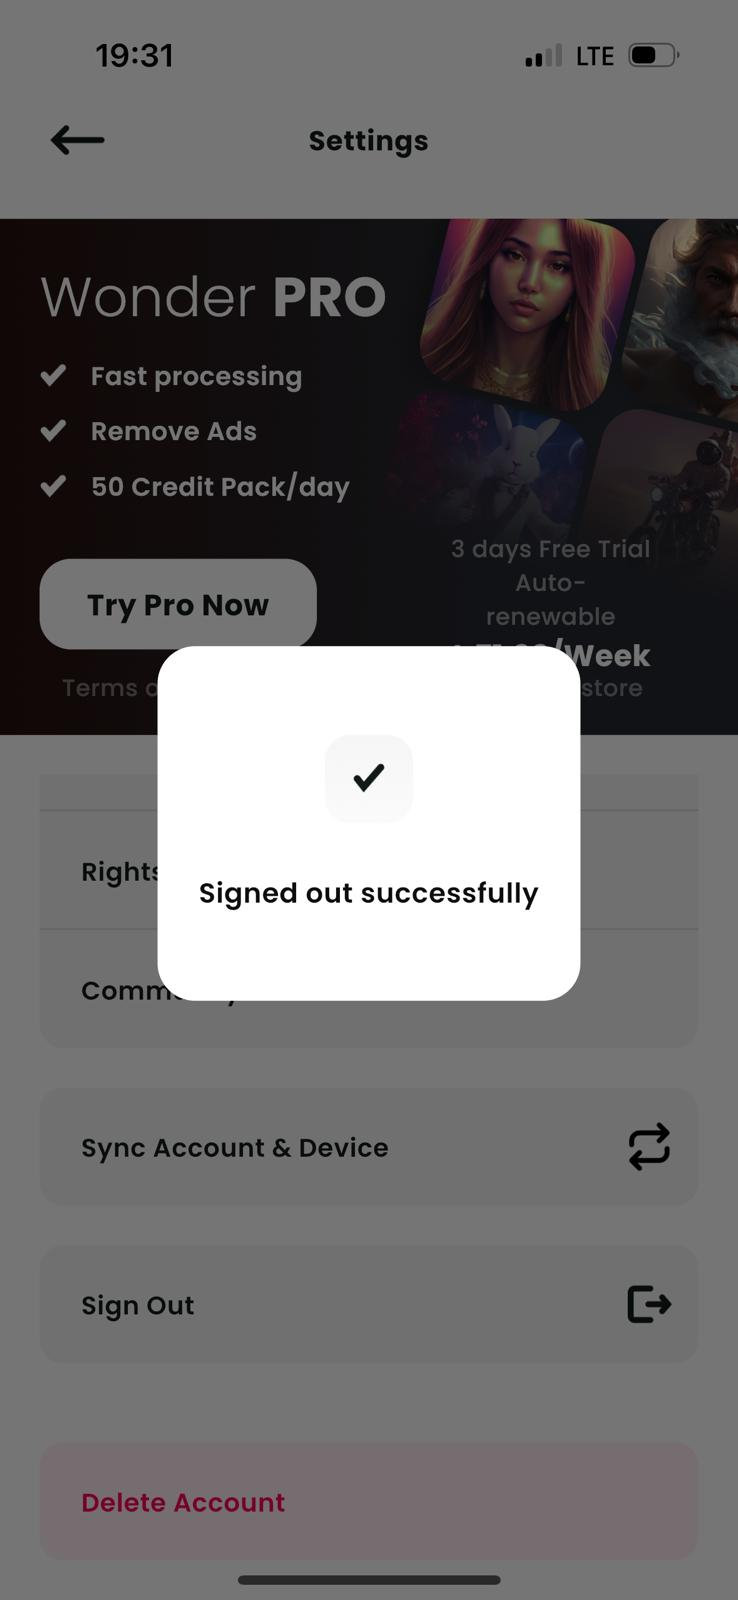 19:31
LTE
Settings
Wonder PRO
Fast processing
Remove Ads
50 Credit Pack/day
3 days Free Trial
Auto-
renewable
/Week
Try Pro Now
Terms
store
Signed out successfully
Rights
Sync Account & Device
Sign Out
Delete Account